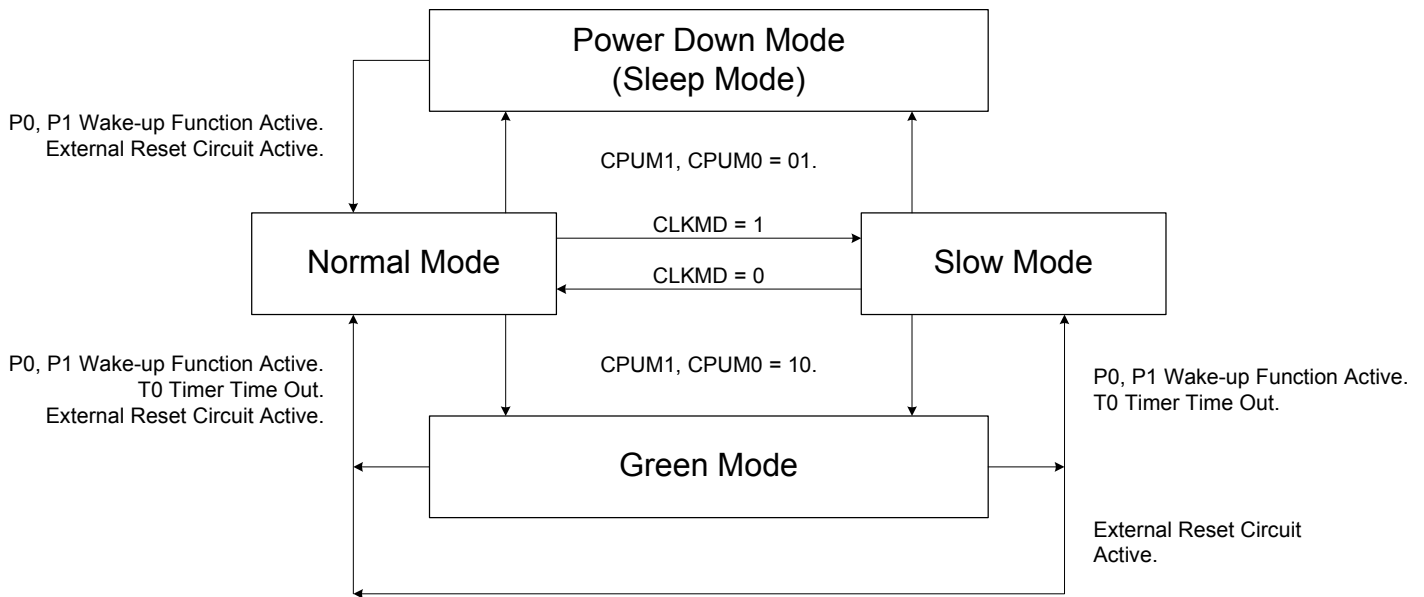 Power Down Mode
(Sleep Mode)
P0, P1 Wake-up Function Active.
External Reset Circuit Active.
CPUM1, CPUM0 = 01.
CLKMD = 1
Normal Mode
Slow Mode
CLKMD = 0
P0, P1 Wake-up Function Active.
T0 Timer Time Out.
External Reset Circuit Active.
CPUM1, CPUM0 = 10.
P0, P1 Wake-up Function Active.
T0 Timer Time Out.
Green Mode
External Reset Circuit
Active.